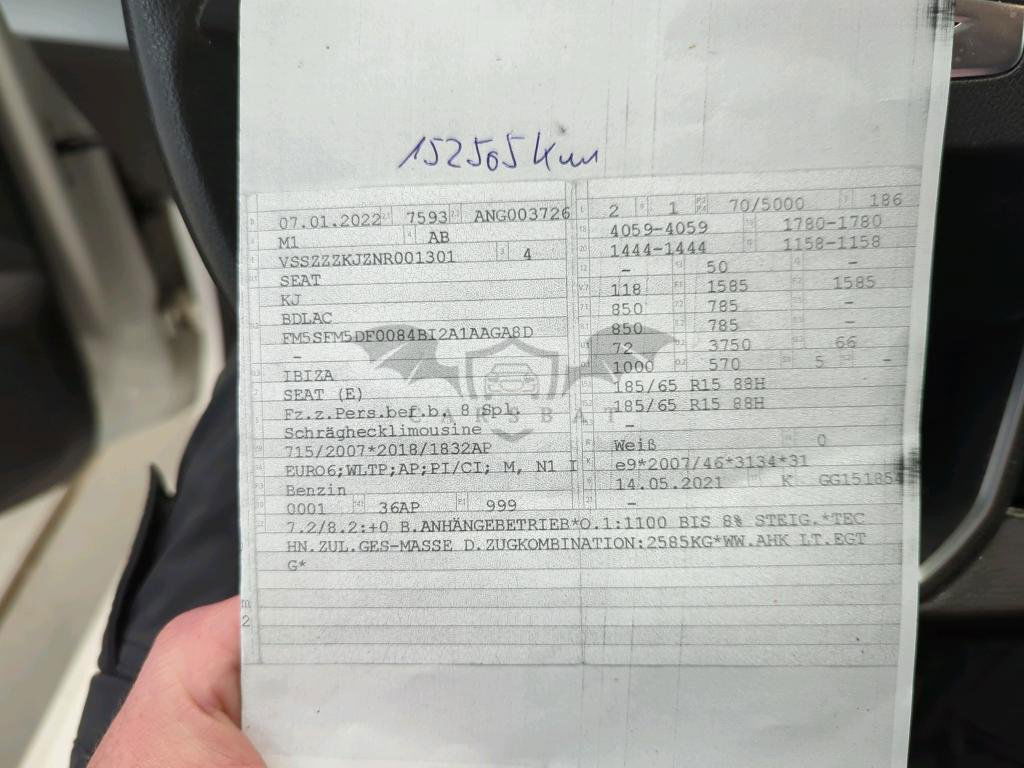 152505 km
07.01.2022 7593 ANG003726
M1 AB
VSSZZZKJZNR001301 4
SEAT
KJ
BDLAC
FM5SFM5DF0084BI2A1AAGA8D
–
IBIZA
SEAT (E)
Fz.z.Pers.bef.b. 8 Spl.
Schräghecklimousine
715/2007*2018/1832AP
EURO6;WLTP;AP;PI/CI; M, N1 I
Benzin
0001 36AP 999
2 1 70/5000 186
4059-4059 1780-1780
1444-1444 1158-1158
– 50 –
118 1585 1585
850 785 –
850 785 –
72 3750 66
1000 570 5 –
185/65 R15 88H
185/65 R15 88H
–
Weiß 0
e9*2007/46*3134*31
14.05.2021 K GG151854
–
7.2/8.2:+0 B.ANHÄNGEBETRIEB*O.1:1100 BIS 8% STEIG.*TEC
HN.ZUL.GES-MASSE D.ZUGKOMBINATION:2585KG*WW.AHK LT.EGT
G*
m
2
CARSBAT